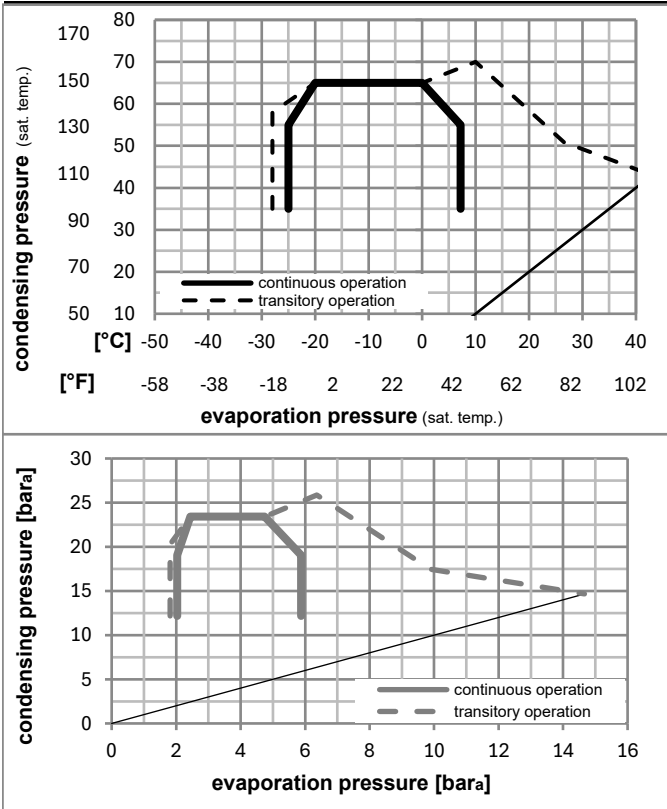 condensing pressure (sat. temp.)
170 80
70
150 60
130 50
110 40
90 30
70 20
50 10
continuous operation
transitory operation
[°C] -50 -40 -30 -20 -10 0 10 20 30 40
[°F] -58 -38 -18 2 22 42 62 82 102
evaporation pressure (sat. temp.)
condensing pressure [bara]
30
25
20
15
10
5
0
continuous operation
transitory operation
0 2 4 6 8 10 12 14 16
evaporation pressure [bara]